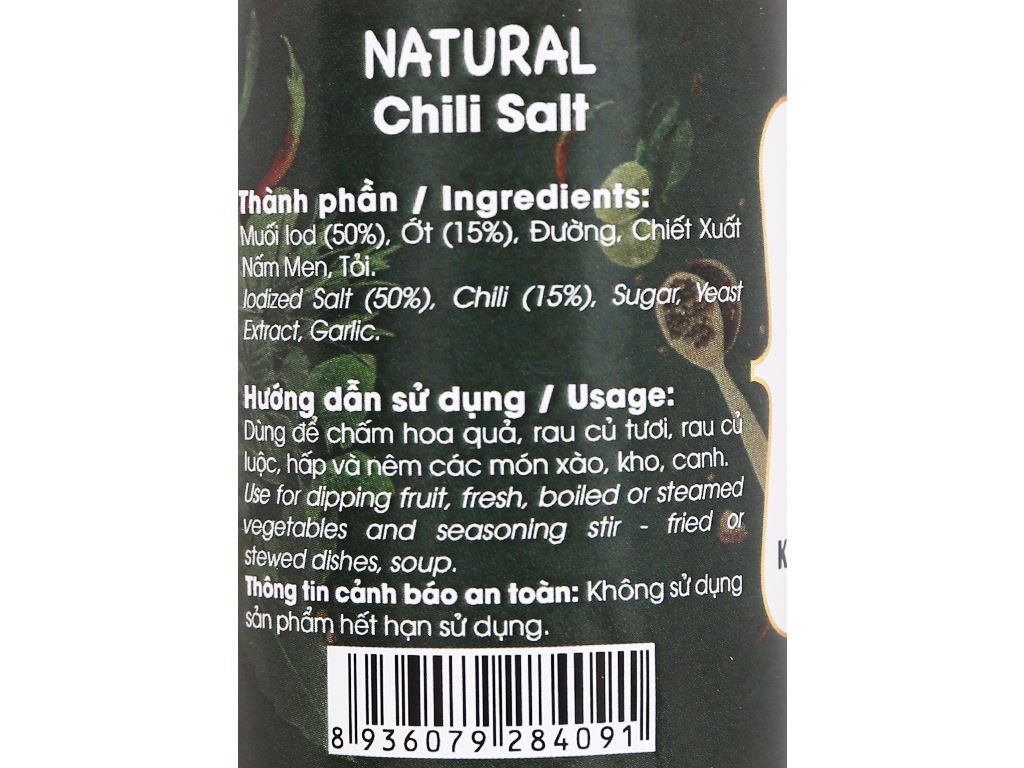 NATURAL
Chili Salt
Thành phần / Ingredients:
Muối Iod (50%), Ớt (15%), Đường, Chiết Xuất
Nấm Men, Tỏi.
Iodized Salt (50%), Chili (15%), Sugar, Yeast
Extract, Garlic.
Hướng dẫn sử dụng / Usage:
Dùng để chấm hoa quả, rau củ tươi, rau củ
luộc, hấp và nêm các món xào, kho, canh.
Use for dipping fruit, fresh, boiled or steamed
vegetables and seasoning stir - fried or
stewed dishes, soup.
Thông tin cảnh báo an toàn: Không sử dụng
sản phẩm hết hạn sử dụng.
8 936079 284091